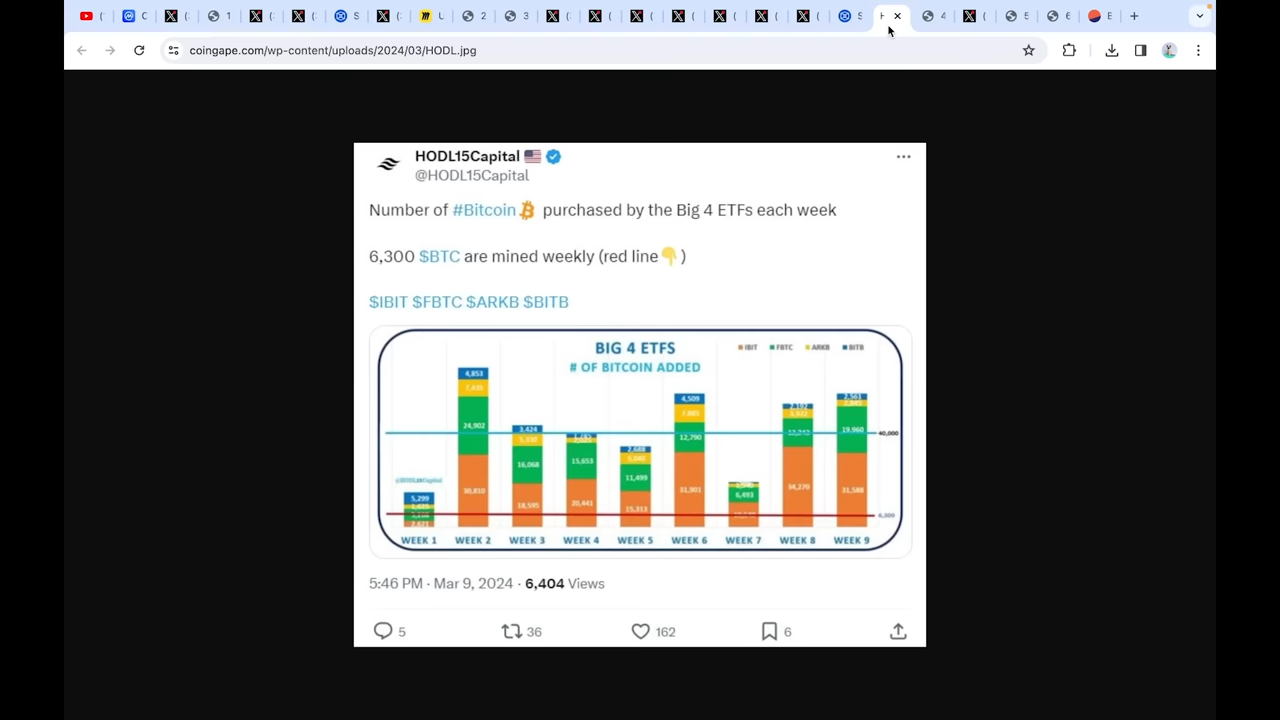 coingape.com/wp-content/uploads/2024/03/HODL.jpg
HODL15Capital
@HODL15Capital
Number of #Bitcoin purchased by the Big 4 ETFs each week
6,300 $BTC are mined weekly (red line )
$IBIT $FBTC $ARKB $BITB
BIG 4 ETFS
# OF BITCOIN ADDED
IBIT FBTC ARKB BITB
4,853
7,435
24,902
30,810
3,424
16,068
18,595
15,653
20,441
2,688
11,499
15,313
4,509
12,790
31,903
6,493
34,270
2,561
19,960
31,588
5,299
40,000
@HODL15Capital
6,300
WEEK 1 WEEK 2 WEEK 3 WEEK 4 WEEK 5 WEEK 6 WEEK 7 WEEK 8 WEEK 9
5:46 PM · Mar 9, 2024 · 6,404 Views
5 36 162 6